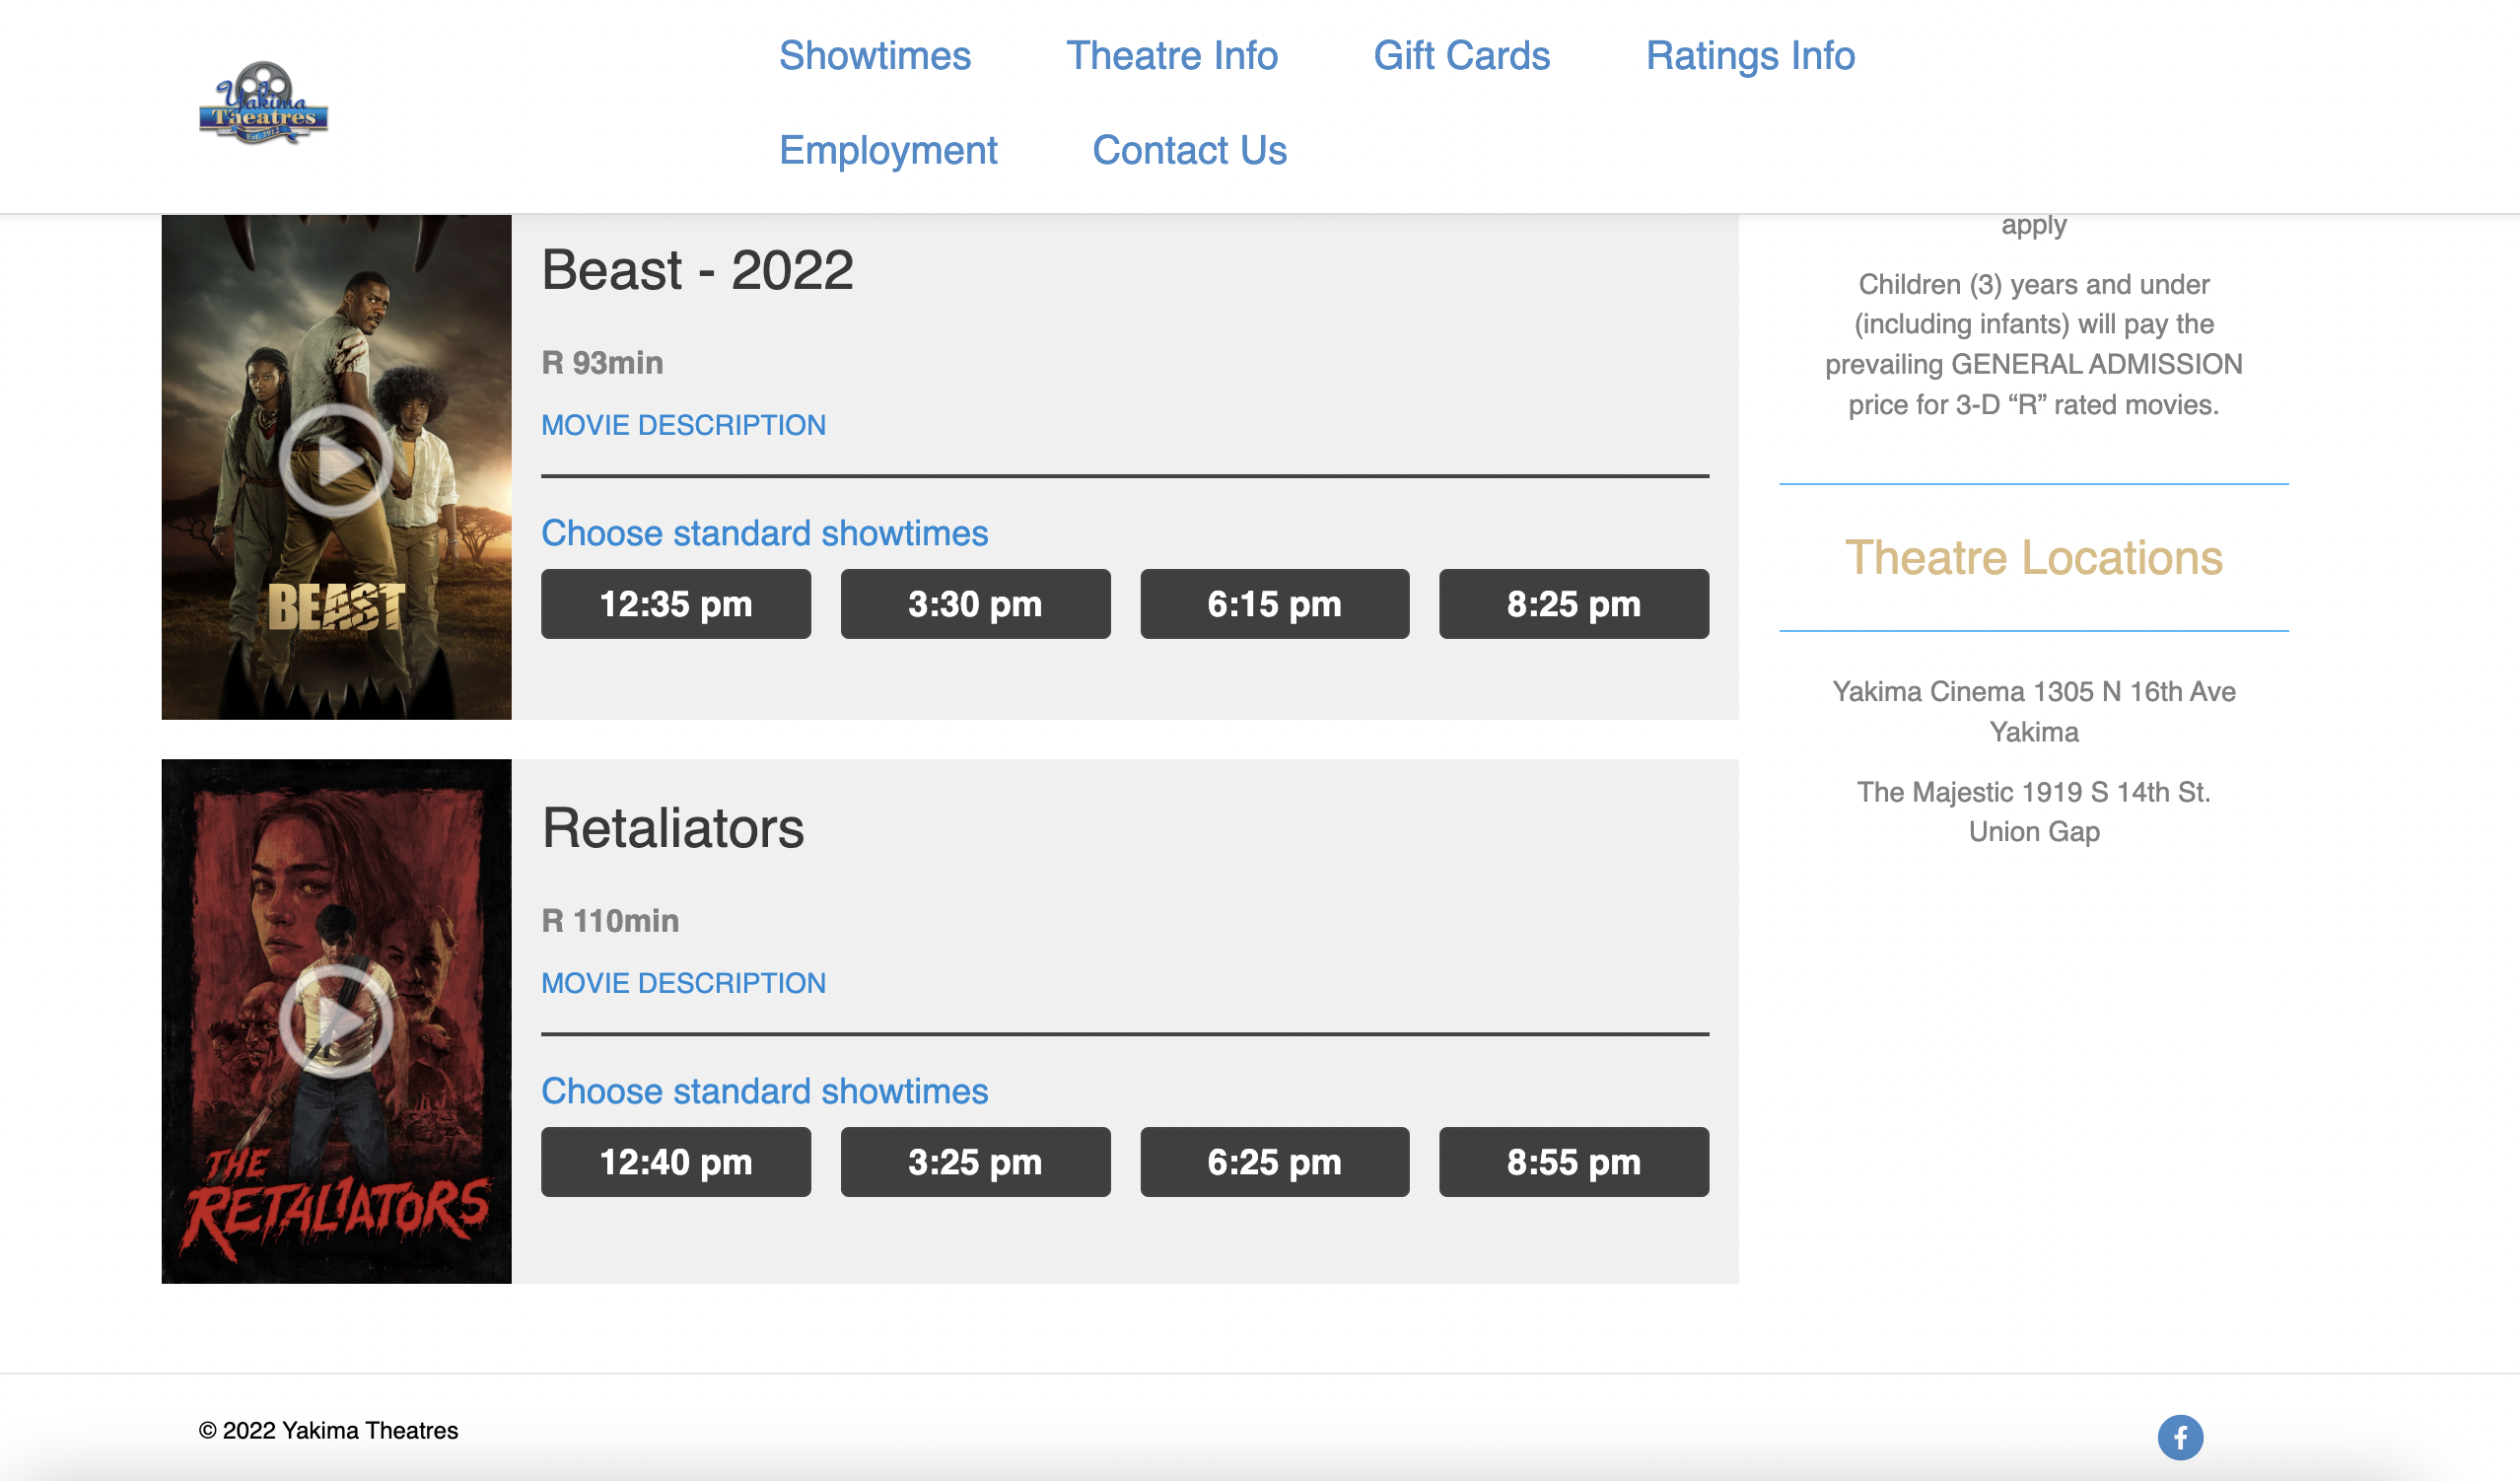 Yakima
Theatres
Est. 1912
Showtimes
Theatre Info
Gift Cards
Ratings Info
Employment
Contact Us
BEAST
Beast - 2022
R 93min
MOVIE DESCRIPTION
Choose standard showtimes
12:35 pm
3:30 pm
6:15 pm
8:25 pm
THE
RETALIATORS
Retaliators
R 110min
MOVIE DESCRIPTION
Choose standard showtimes
12:40 pm
3:25 pm
6:25 pm
8:55 pm
apply
Children (3) years and under
(including infants) will pay the
prevailing GENERAL ADMISSION
price for 3-D “R” rated movies.
Theatre Locations
Yakima Cinema 1305 N 16th Ave
Yakima
The Majestic 1919 S 14th St.
Union Gap
© 2022 Yakima Theatres